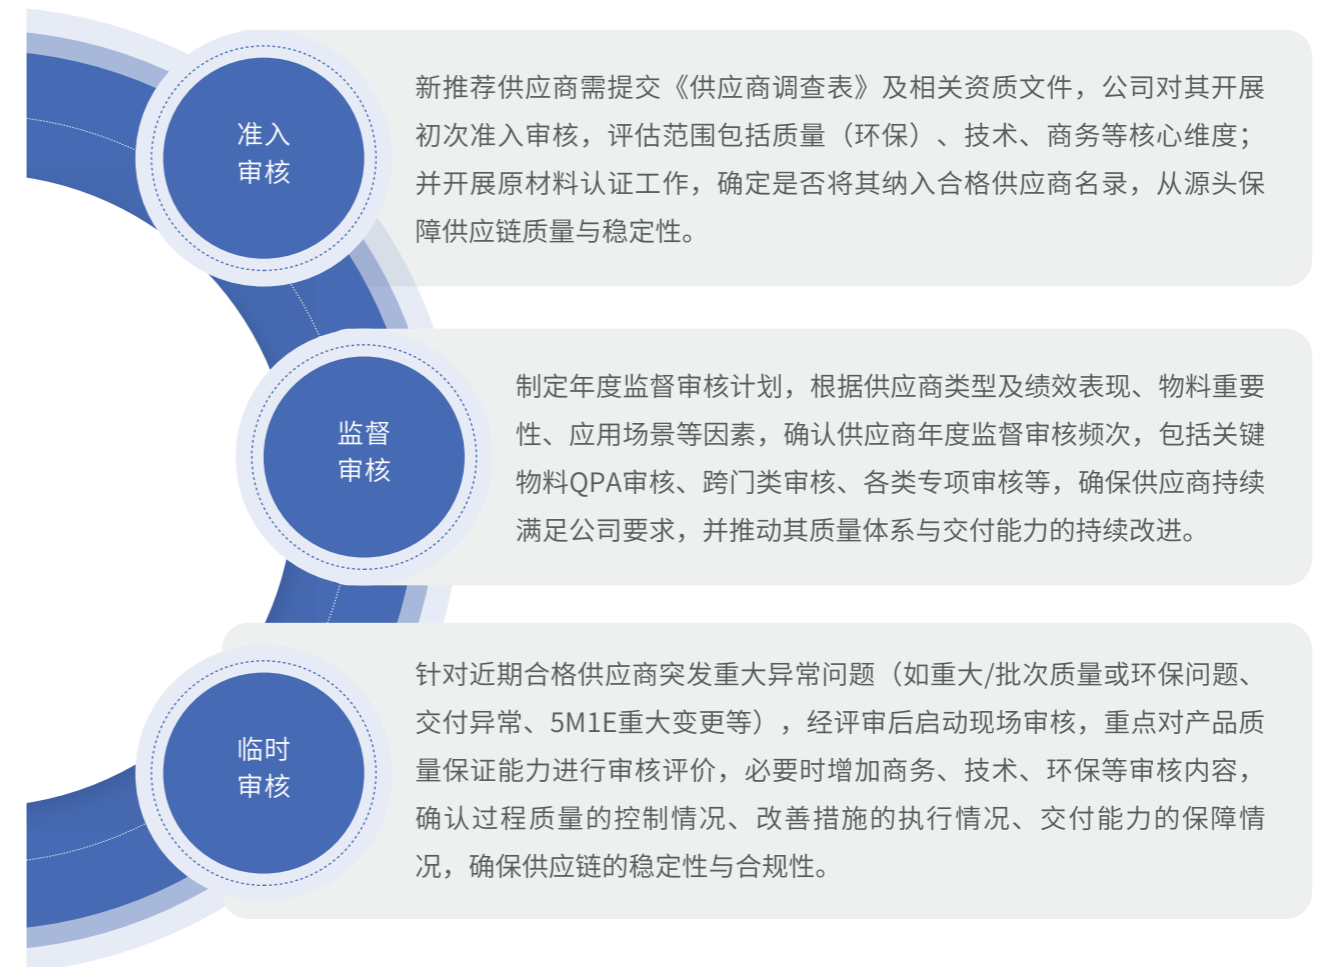 准入
审核
新推荐供应商需提交《供应商调查表》及相关资质文件，公司对其开展
初次准入审核，评估范围包括质量（环保）、技术、商务等核心维度；
并开展原材料认证工作，确定是否将其纳入合格供应商名录，从源头保
障供应链质量与稳定性。
监督
审核
制定年度监督审核计划，根据供应商类型及绩效表现、物料重要
性、应用场景等因素，确认供应商年度监督审核频次，包括关键
物料QPA审核、跨门类审核、各类专项审核等，确保供应商持续
满足公司要求，并推动其质量体系与交付能力的持续改进。
临时
审核
针对近期合格供应商突发重大异常问题（如重大/批次质量或环保问题、
交付异常、5M1E重大变更等），经评审后启动现场审核，重点对产品质
量保证能力进行审核评价，必要时增加商务、技术、环保等审核内容，
确认过程质量的控制情况、改善措施的执行情况、交付能力的保障情
况，确保供应链的稳定性与合规性。